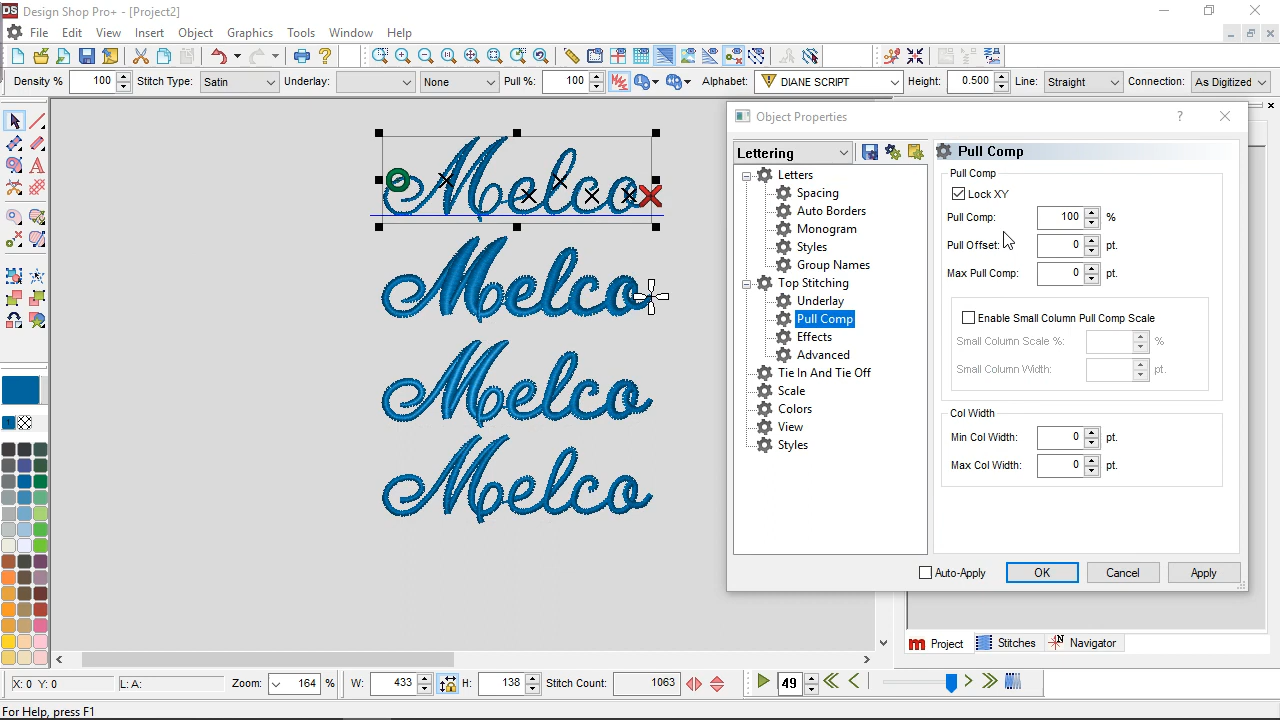 DS Design Shop Pro+ - [Project2]
File Edit View Insert Object Graphics Tools Window Help
Density % 100 Stitch Type: Satin Underlay: None Pull %: 100 Alphabet: DIANE SCRIPT Height: 0.500 Line: Straight Connection: As Digitized
Object Properties
Lettering
Letters
Spacing
Auto Borders
Monogram
Styles
Group Names
Top Stitching
Underlay
Pull Comp
Effects
Advanced
Tie In And Tie Off
Scale
Colors
View
Styles
Pull Comp
Pull Comp
Lock XY
Pull Comp: 100 %
Pull Offset: 0 pt.
Max Pull Comp: 0 pt.
Enable Small Column Pull Comp Scale
Small Column Scale %: %
Small Column Width: pt.
Col Width
Min Col Width: 0 pt.
Max Col Width: 0 pt.
Auto-Apply OK Cancel Apply
Melco
Melco
Melco
Melco
1
m Project Stitches N Navigator
X: 0 Y: 0 L: A: Zoom: 164 % W: 433 H: 138 Stitch Count: 1063 49
For Help, press F1